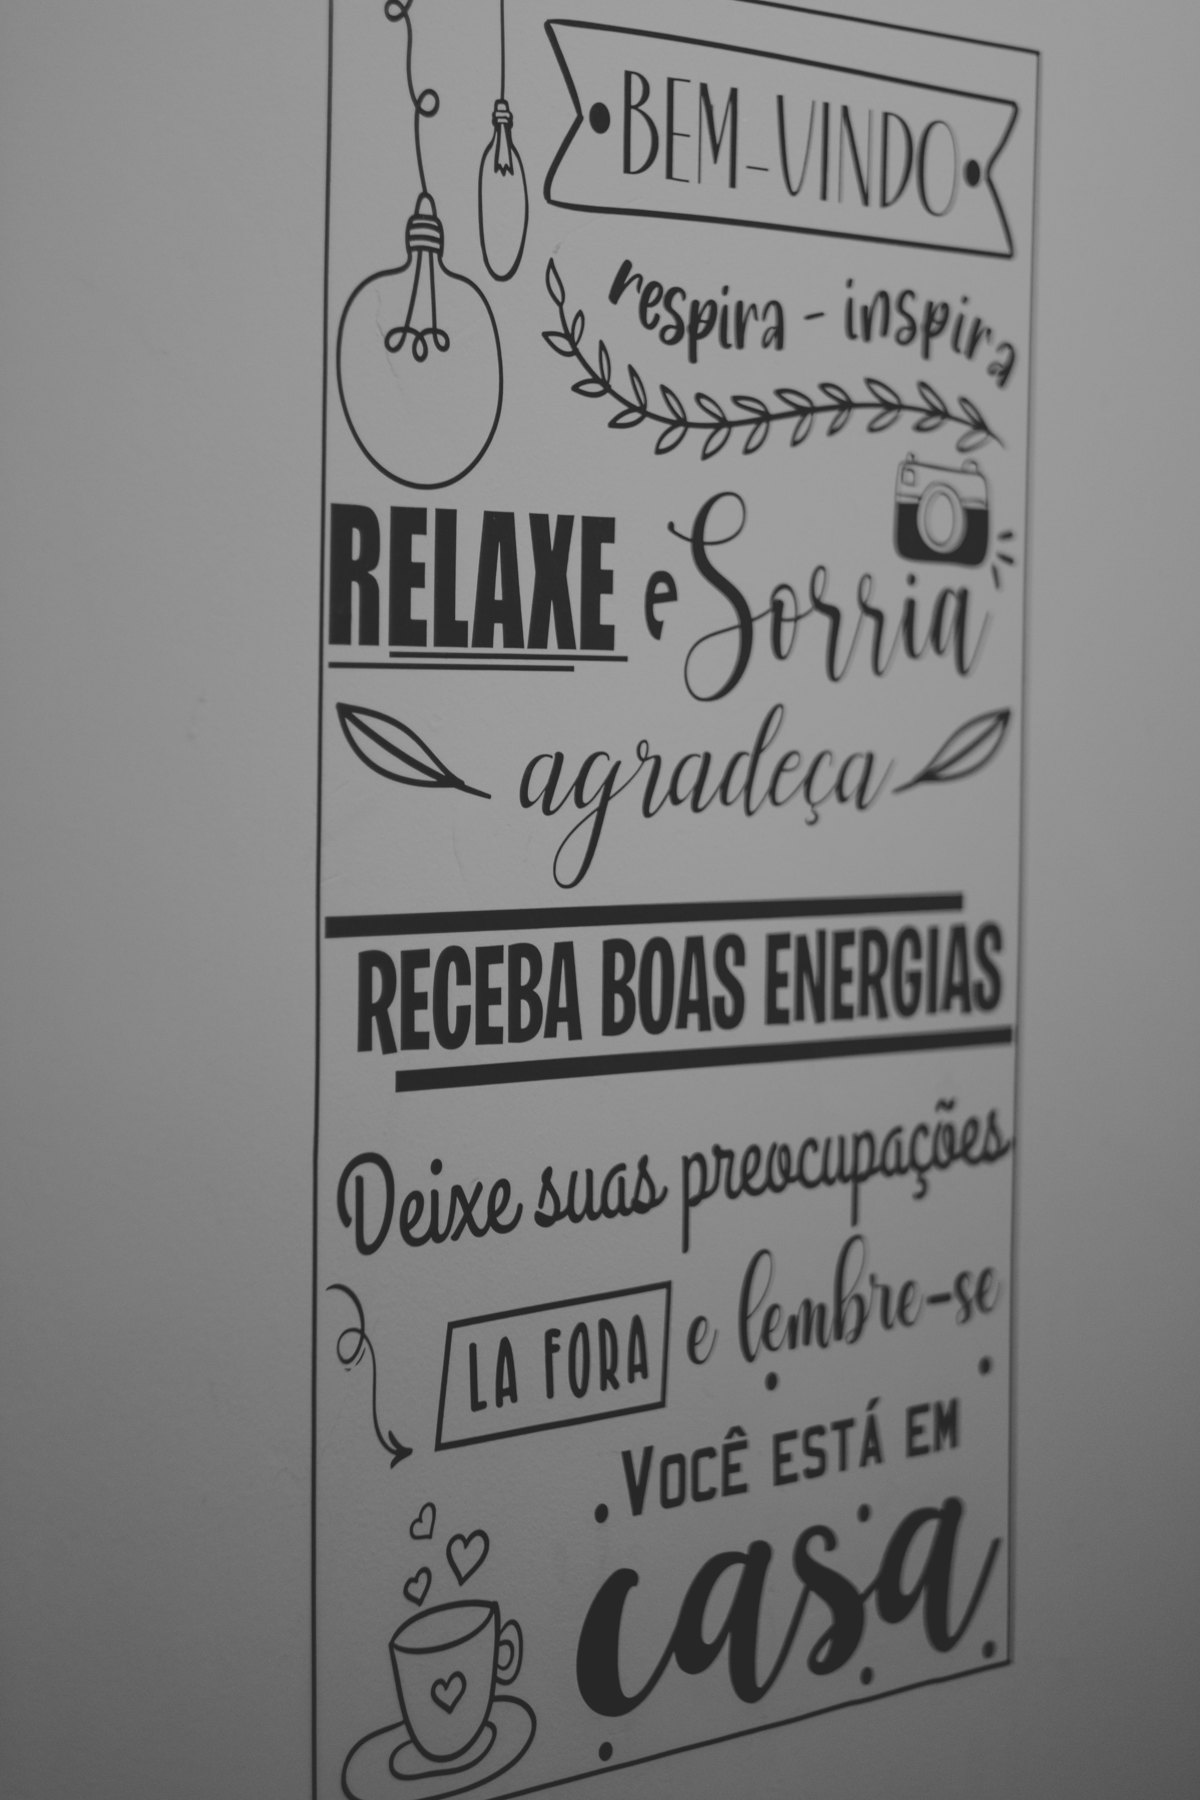 BEM-VINDO
respira - inspira
RELAXE e Sorria
agradeça
RECEBA BOAS ENERGIAS
Deixe suas preocupações
LA FORA e lembre-se
VOCÊ ESTÁ EM
casa